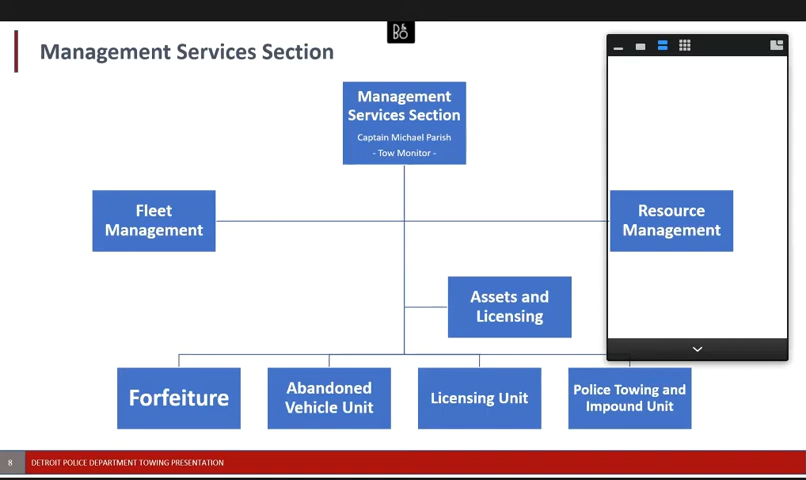 Management Services Section
D&
BO
Management
Services Section
Captain Michael Parish
- Tow Monitor -
Fleet
Management
Resource
Management
Assets and
Licensing
Forfeiture
Abandoned
Vehicle Unit
Licensing Unit
Police Towing and
Impound Unit
8
DETROIT POLICE DEPARTMENT TOWING PRESENTATION